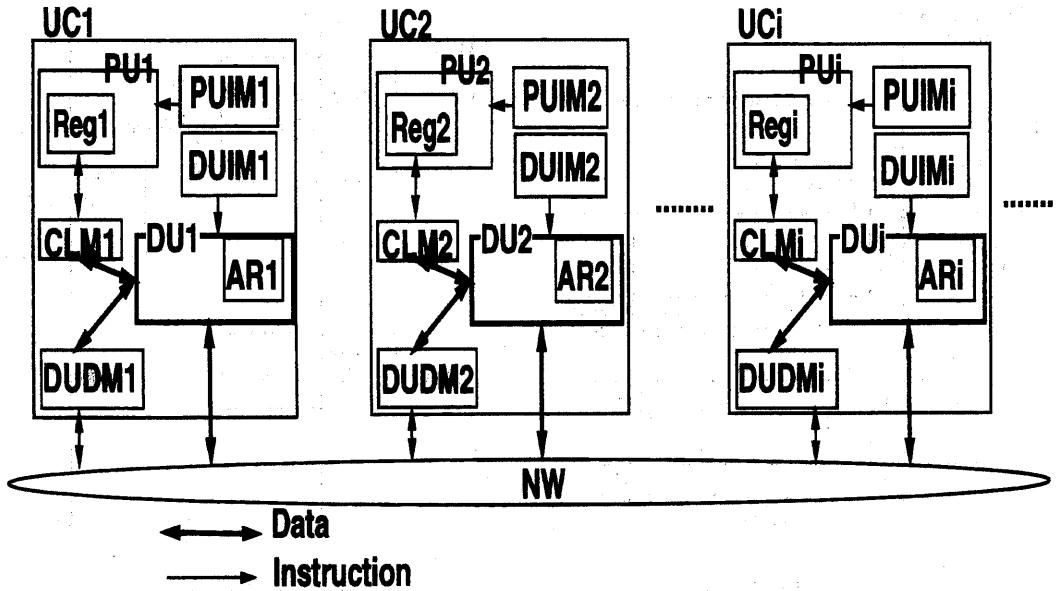 UC1
PU1
PUIM1
Reg1
DUIM1
CLM1
DU1
AR1
DUDM1
UC2
PU2
PUIM2
Reg2
DUIM2
CLM2
DU2
AR2
DUDM2
UCi
PUi
PUIMi
Regi
DUIMi
CLMi
DUi
ARi
DUDMi
NW
Data
Instruction